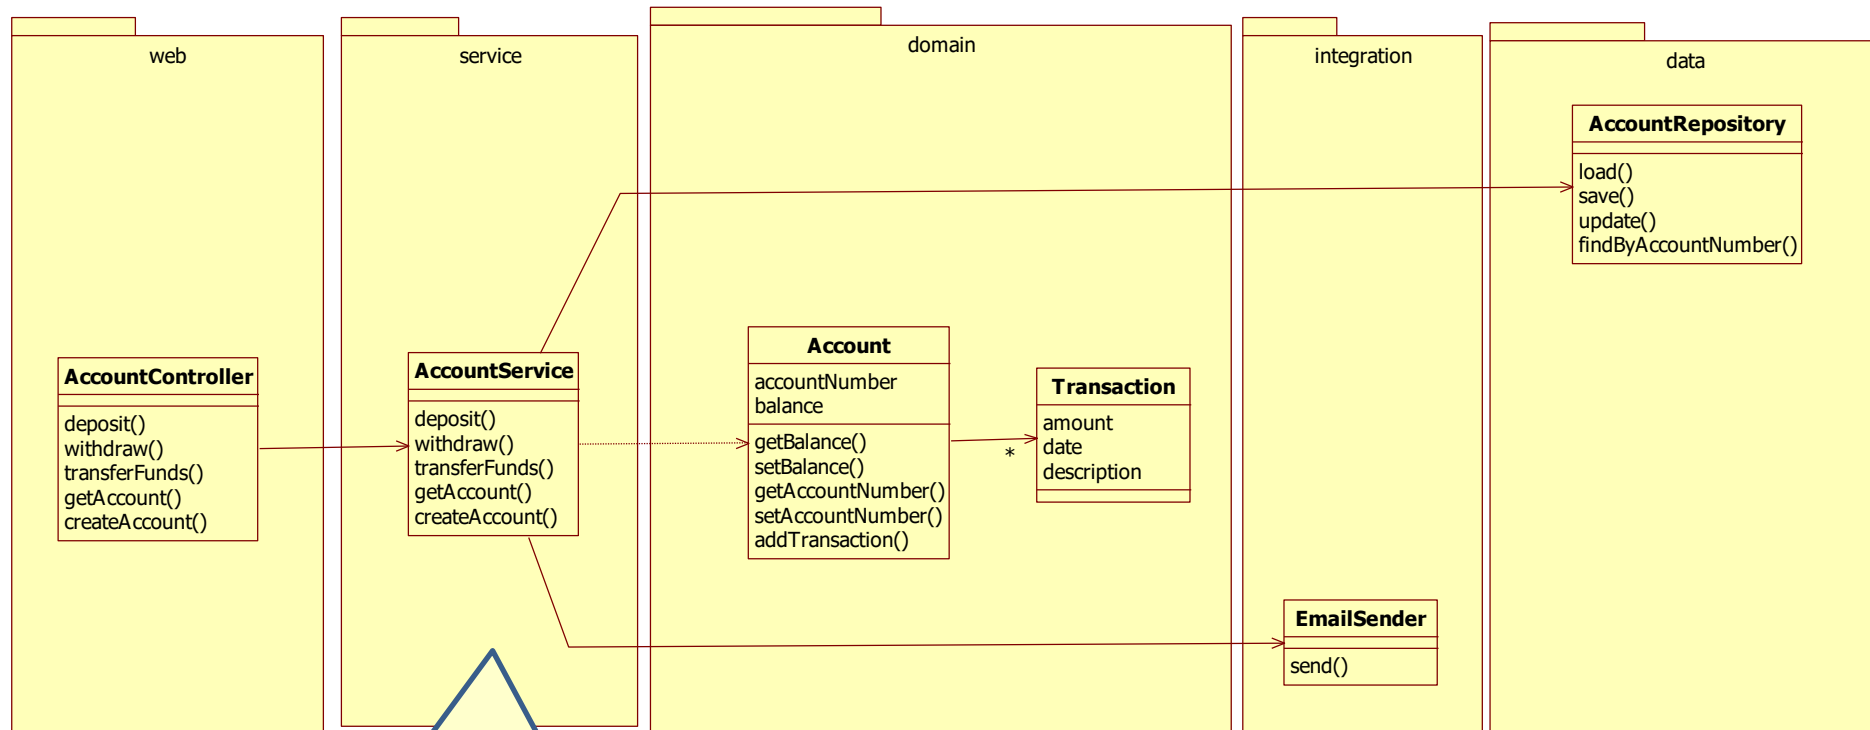 web
AccountController
deposit()
withdraw()
transferFunds()
getAccount()
createAccount()
service
AccountService
deposit()
withdraw()
transferFunds()
getAccount()
createAccount()
domain
Account
accountNumber
balance
getBalance()
setBalance()
getAccountNumber()
setAccountNumber()
addTransaction()
*
Transaction
amount
date
description
integration
EmailSender
send()
data
AccountRepository
load()
save()
update()
findByAccountNumber()